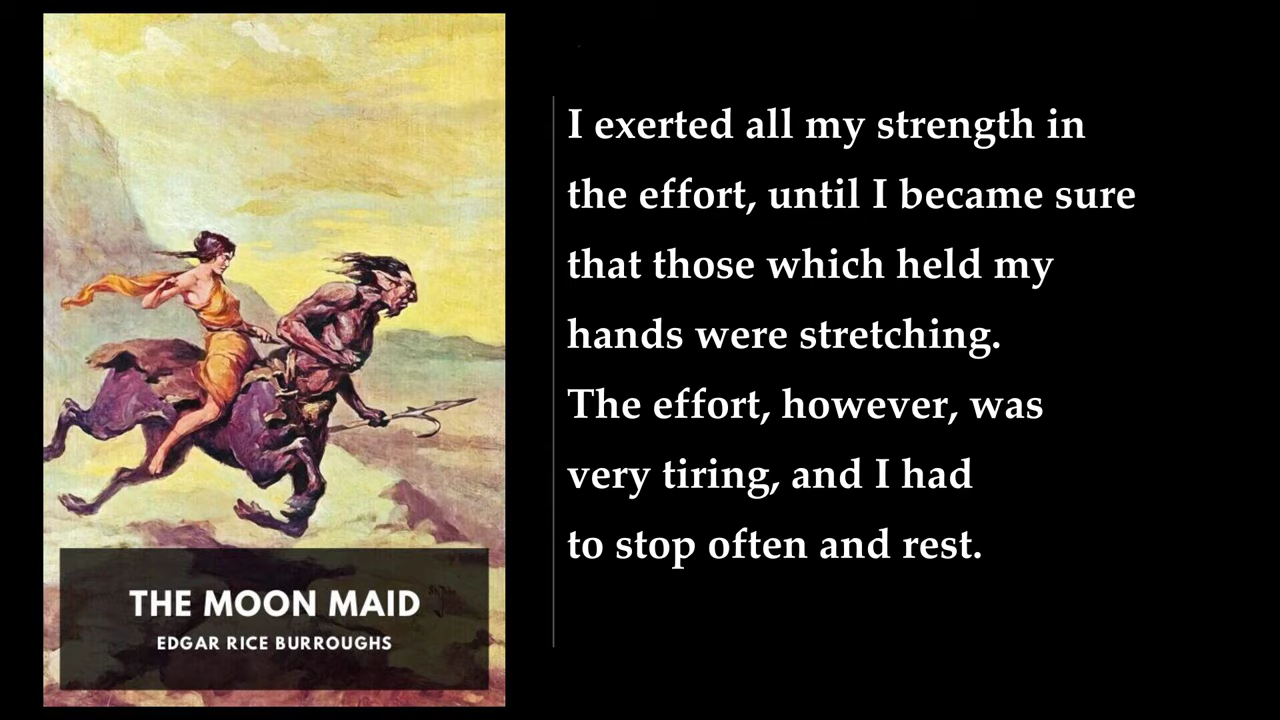 THE MOON MAID
EDGAR RICE BURROUGHS
I exerted all my strength in
the effort, until I became sure
that those which held my
hands were stretching.
The effort, however, was
very tiring, and I had
to stop often and rest.